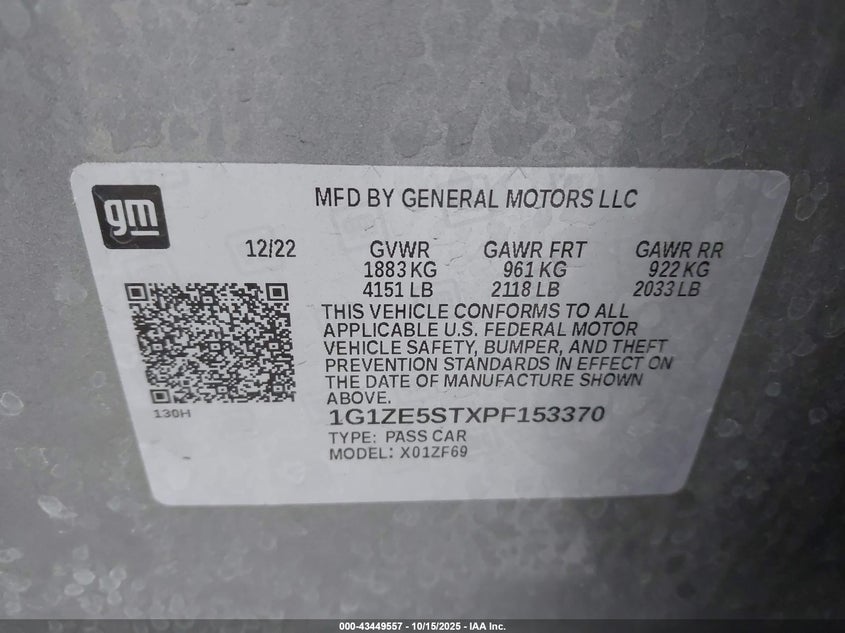 gm
MFD BY GENERAL MOTORS LLC
12/22 GVWR GAWR FRT GAWR RR
1883 KG 961 KG 922 KG
4151 LB 2118 LB 2033 LB
THIS VEHICLE CONFORMS TO ALL
APPLICABLE U.S. FEDERAL MOTOR
VEHICLE SAFETY, BUMPER, AND THEFT
PREVENTION STANDARDS IN EFFECT ON
THE DATE OF MANUFACTURE SHOWN
ABOVE.
130H
1G1ZE5STXPF153370
TYPE: PASS CAR
MODEL: X01ZF69
000-43449557 - 10/15/2025 - IAA Inc.